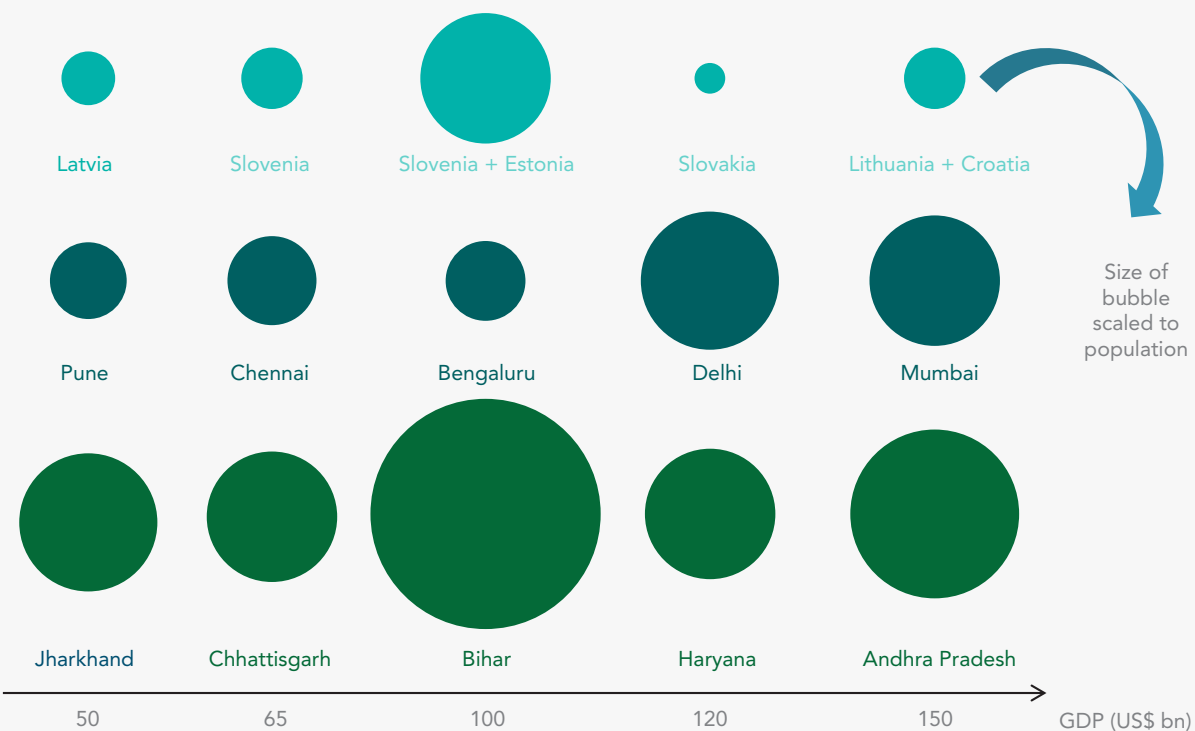 Latvia
Slovenia
Slovenia + Estonia
Slovakia
Lithuania + Croatia
Size of
bubble
scaled to
population
Pune
Chennai
Bengaluru
Delhi
Mumbai
Jharkhand
Chhattisgarh
Bihar
Haryana
Andhra Pradesh
50
65
100
120
150
GDP (US$ bn)